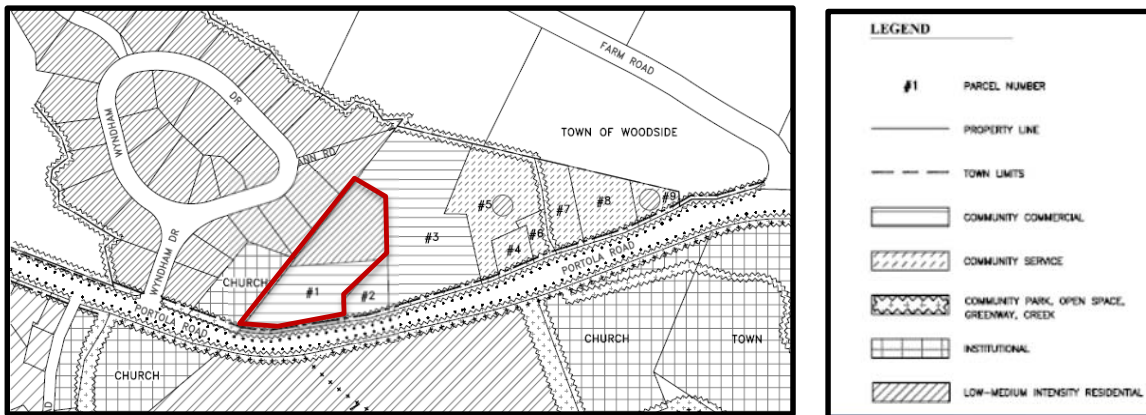 FARM ROAD
DR
WYNDHAM
NN RD
TOWN OF WOODSIDE
#5
#7
#8
#9
#6
#4
#3
PORTOLA ROAD
WYNDHAM DR
CHURCH
#1
#2
PORTOLA ROAD
CHURCH
CHURCH
TOWN
D
LEGEND
#1 PARCEL NUMBER
PROPERTY LINE
TOWN LIMITS
COMMUNITY COMMERCIAL
COMMUNITY SERVICE
COMMUNITY PARK, OPEN SPACE,
GREENWAY, CREEK
INSTITUTIONAL
LOW-MEDIUM INTENSITY RESIDENTIAL